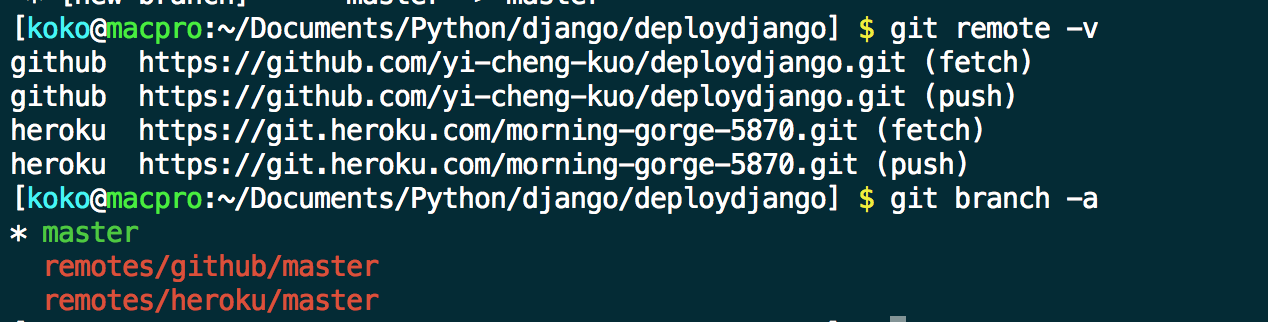 * [new branch]      master -> master
[koko@macpro:~/Documents/Python/django/deploydjango] $ git remote -v
github  https://github.com/yi-cheng-kuo/deploydjango.git (fetch)
github  https://github.com/yi-cheng-kuo/deploydjango.git (push)
heroku  https://git.heroku.com/morning-gorge-5870.git (fetch)
heroku  https://git.heroku.com/morning-gorge-5870.git (push)
[koko@macpro:~/Documents/Python/django/deploydjango] $ git branch -a
* master
  remotes/github/master
  remotes/heroku/master